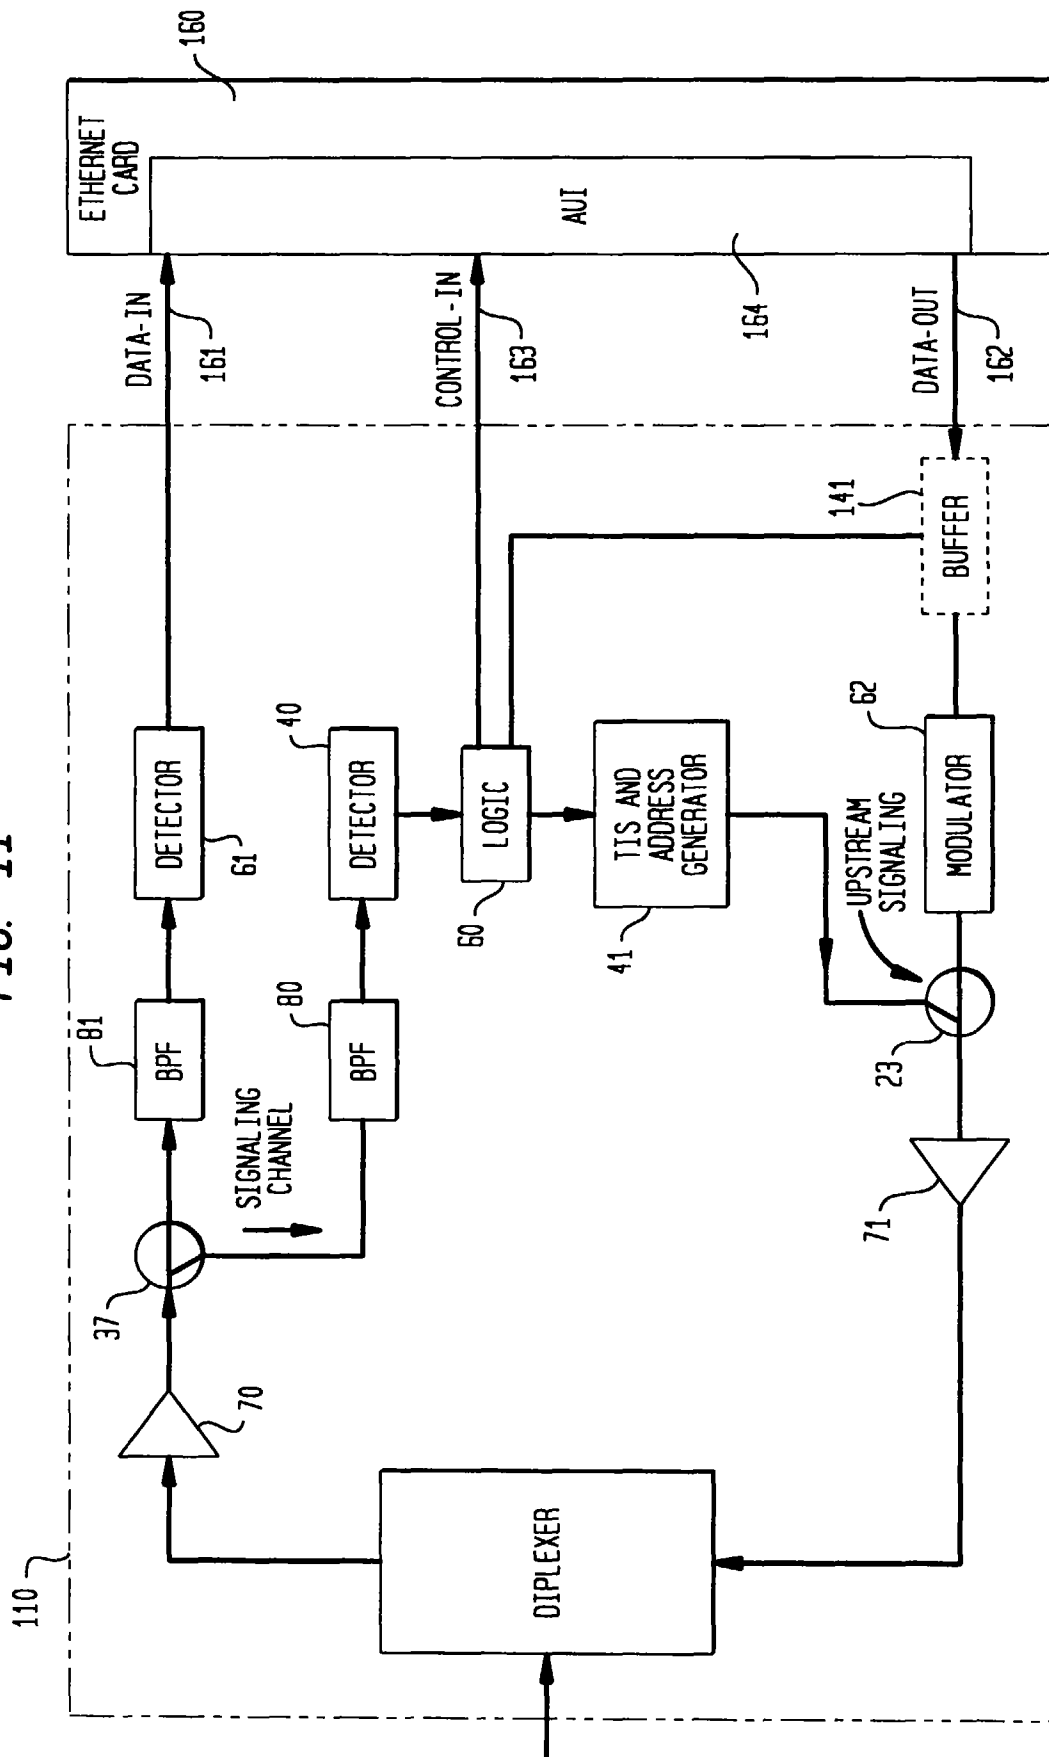 FIG. 11
110
DIPLEXER
70
37
SIGNALING
CHANNEL
81
BPF
80
BPF
DETECTOR
61
40
DETECTOR
LOGIC
60
TIS AND
ADDRESS
GENERATOR
41
UPSTREAM
SIGNALING
23
71
62
MODULATOR
141
BUFFER
DATA-IN
161
CONTROL-IN
163
DATA-OUT
162
ETHERNET
CARD
160
AUI
164